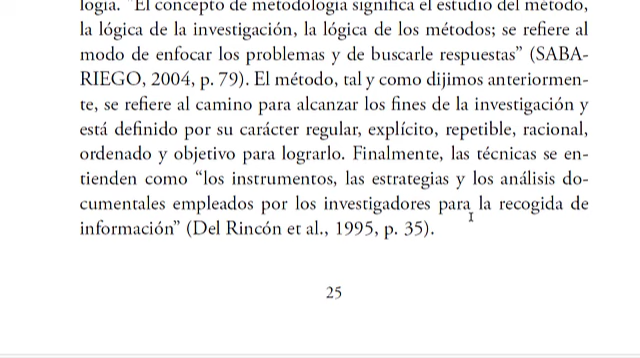 logía. "El concepto de metodología significa el estudio del método,
la lógica de la investigación, la lógica de los métodos; se refiere al
modo de enfocar los problemas y de buscarle respuestas” (SABA-
RIEGO, 2004, p. 79). El método, tal y como dijimos anteriormen-
te, se refiere al camino para alcanzar los fines de la investigación y
está definido por su carácter regular, explícito, repetible, racional,
ordenado y objetivo para lograrlo. Finalmente, las técnicas se en-
tienden como “los instrumentos, las estrategias y los análisis do-
cumentales empleados por los investigadores para la recogida de
información” (Del Rincón et al., 1995, p. 35).
25